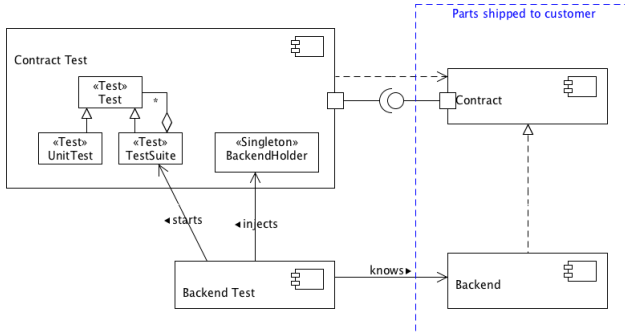 Parts shipped to customer
Contract Test
«Test»
Test
*
«Test»
UnitTest
«Test»
TestSuite
«Singleton»
BackendHolder
Contract
◄starts
◄injects
knows►
Backend Test
Backend